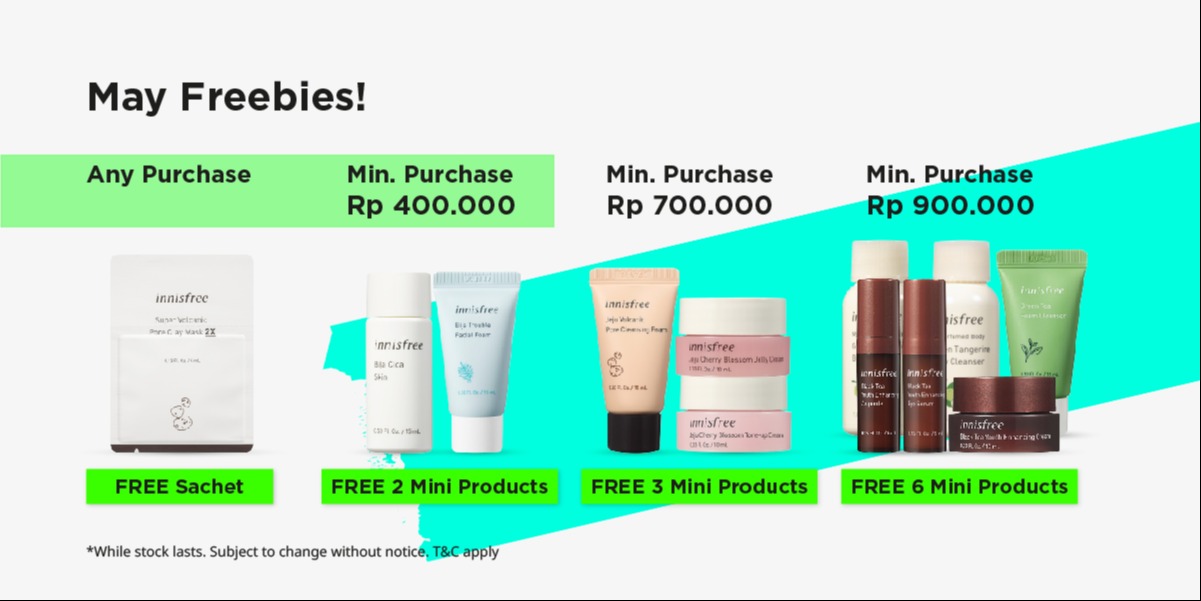 May Freebies!
Any Purchase
Min. Purchase
Rp 400.000
Min. Purchase
Rp 700.000
Min. Purchase
Rp 900.000
innisfree
Super Volcanic
Pore Clay Mask 2X
innisfree
Bija Cica
Skin
innisfree
Bija Trouble
Facial Foam
innisfree
Jeju Volcanic
Pore Cleansing Foam
innisfree
Jeju Cherry Blossom Jelly Cream
innisfree
Jeju Cherry Blossom Tone-up Cream
innisfree
Black Tea
Youth Enhancing
Ampoule
innisfree
Black Tea
Youth Enhancing
Eye Serum
nisfree
Tangerine
Cleanser
innisfree
Green Tea
innisfree
Black Tea Youth Enhancing Cream
FREE Sachet
FREE 2 Mini Products
FREE 3 Mini Products
FREE 6 Mini Products
*While stock lasts. Subject to change without notice. T&C apply